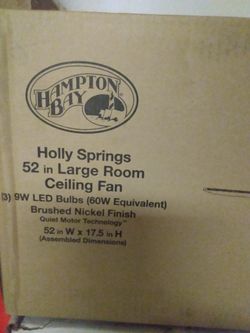 HAMPTON
BAY
Holly Springs
52 in Large Room
Ceiling Fan
(3) 9W LED Bulbs (60W Equivalent)
Brushed Nickel Finish
Quiet Motor Technology™
52 in W x 17.5 in H
(Assembled Dimensions)